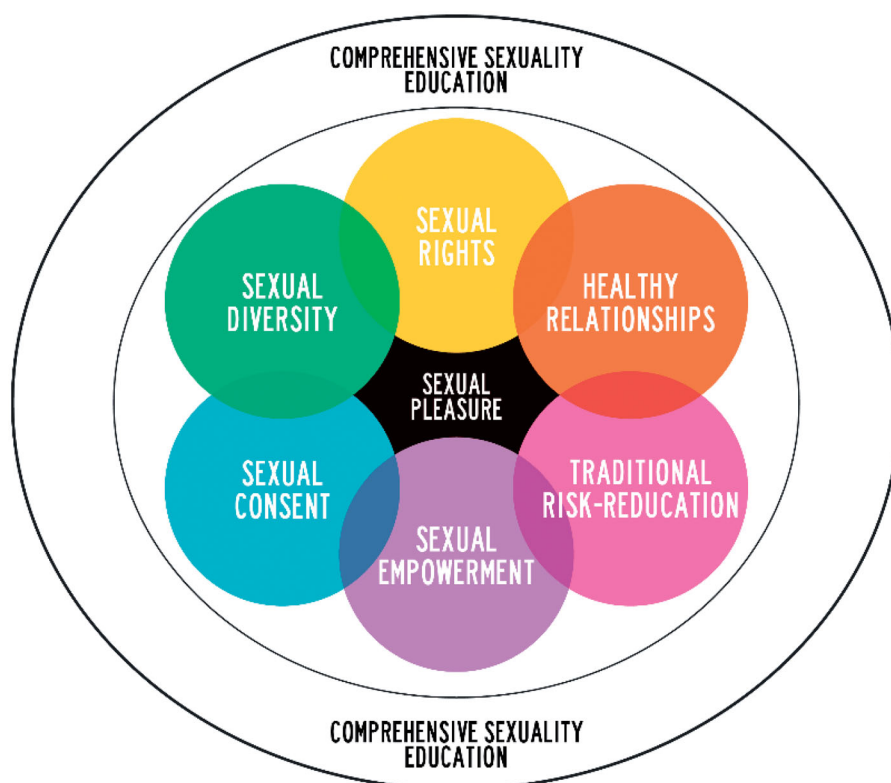 COMPREHENSIVE SEXUALITY
EDUCATION
SEXUAL
RIGHTS
SEXUAL
DIVERSITY
HEALTHY
RELATIONSHIPS
SEXUAL
PLEASURE
SEXUAL
CONSENT
TRADITIONAL
RISK-REDUCATION
SEXUAL
EMPOWERMENT
COMPREHENSIVE SEXUALITY
EDUCATION